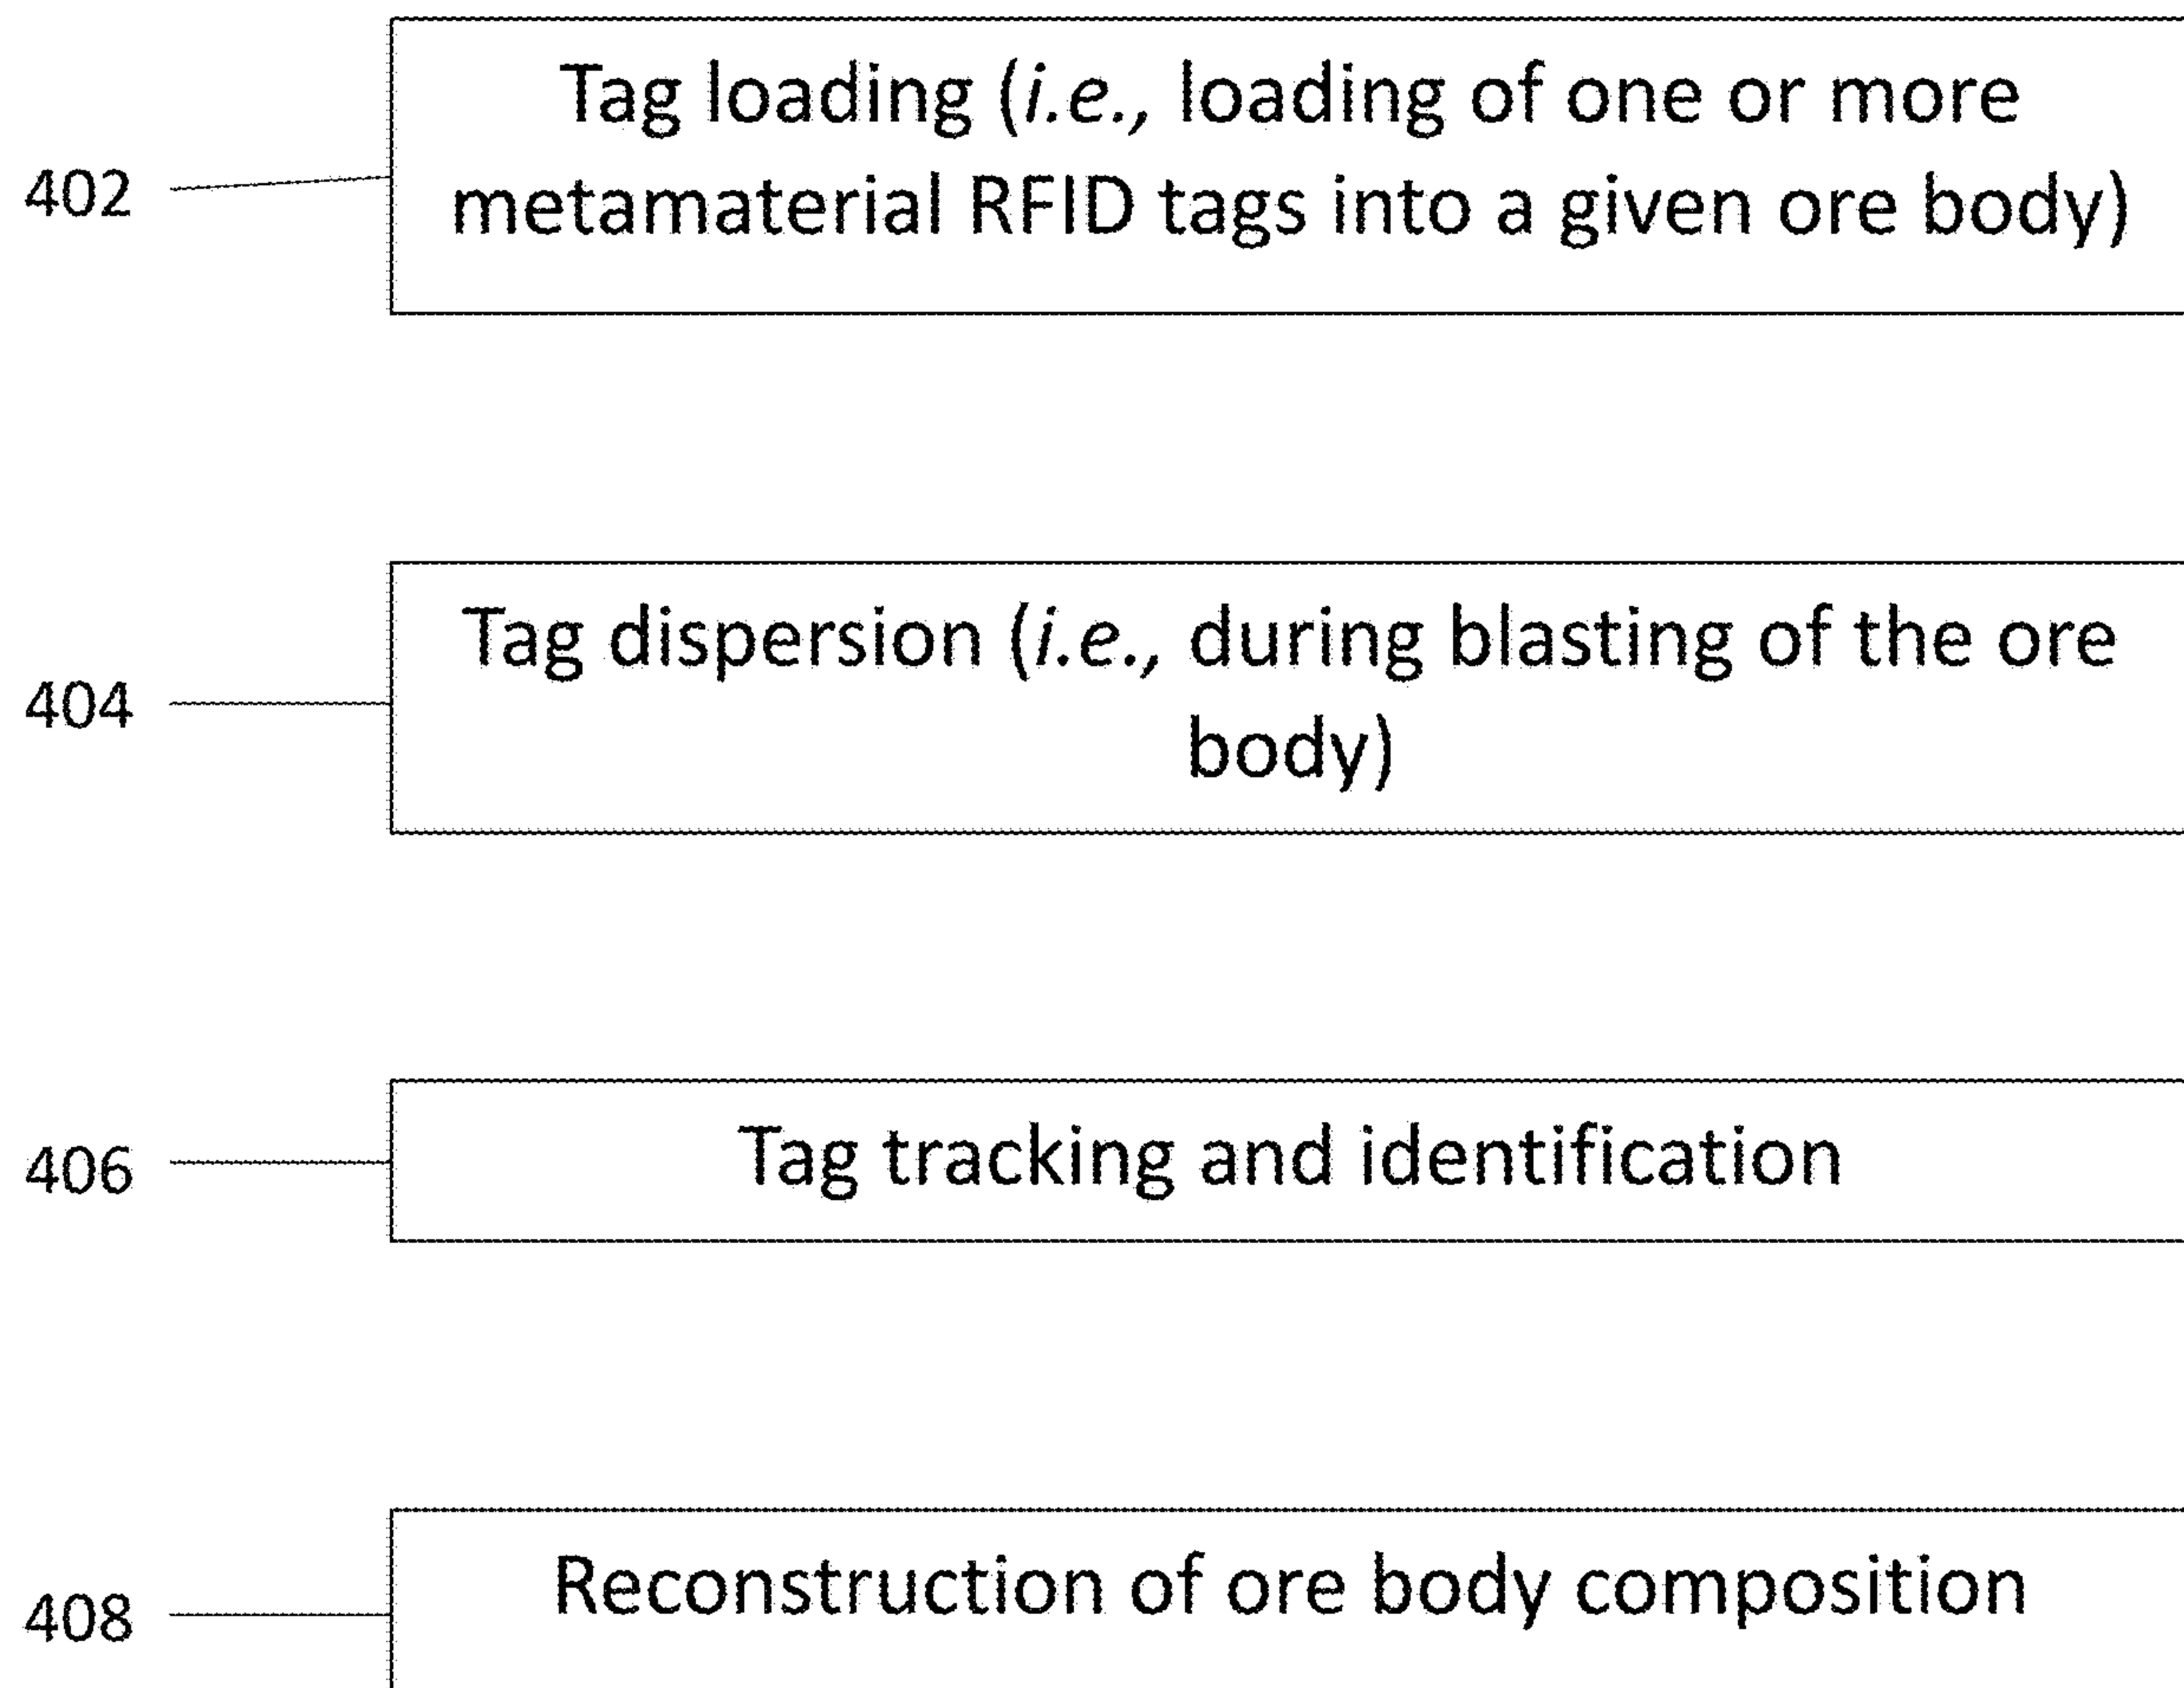 Tag loading (i.e., loading of one or more
402
metamaterial RFID tags into a given ore body)
Tag dispersion (i.e., during blasting of the ore
404
body)
406
Tag tracking and identification
408
Reconstruction of ore body composition